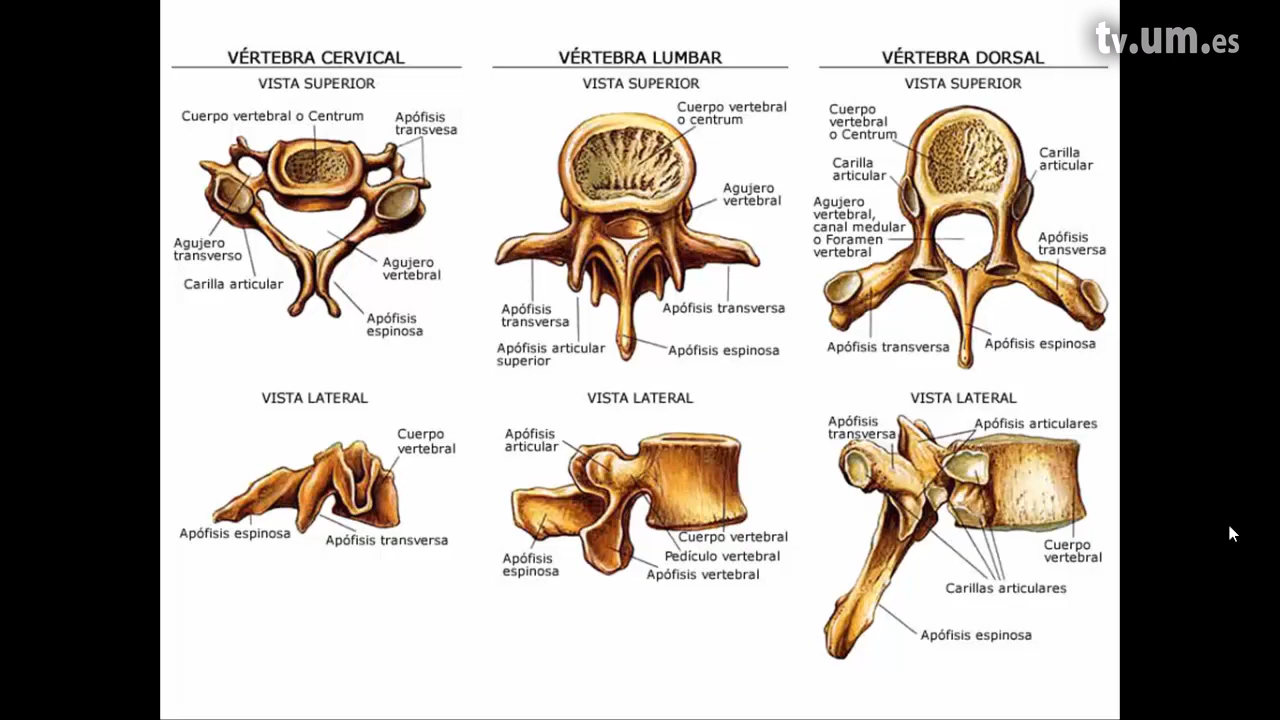 tv.um.es
VÉRTEBRA CERVICAL
VISTA SUPERIOR
Cuerpo vertebral o Centrum
Apófisis
transvesa
Agujero
transverso
Carilla articular
Agujero
vertebral
Apófisis
espinosa
VISTA LATERAL
Cuerpo
vertebral
Apófisis espinosa
Apófisis transversa
VÉRTEBRA LUMBAR
VISTA SUPERIOR
Cuerpo vertebral
o centrum
Agujero
vertebral
Apófisis
transversa
Apófisis transversa
Apófisis articular
superior
Apófisis espinosa
VISTA LATERAL
Apófisis
articular
Apófisis
espinosa
Cuerpo vertebral
Pedículo vertebral
Apófisis vertebral
VÉRTEBRA DORSAL
VISTA SUPERIOR
Cuerpo
vertebral
o Centrum
Carilla
articular
Carilla
articular
Agujero
vertebral,
canal medular
o Foramen
vertebral
Apófisis
transversa
Apófisis transversa
Apófisis espinosa
VISTA LATERAL
Apófisis
transversa
Apófisis articulares
Cuerpo
vertebral
Carillas articulares
Apófisis espinosa